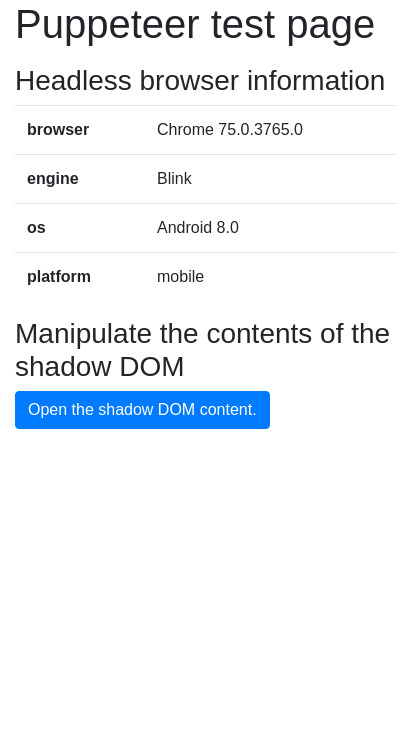 Puppeteer test page
Headless browser information
browser Chrome 75.0.3765.0
engine Blink
os Android 8.0
platform mobile
Manipulate the contents of the
shadow DOM
Open the shadow DOM content.